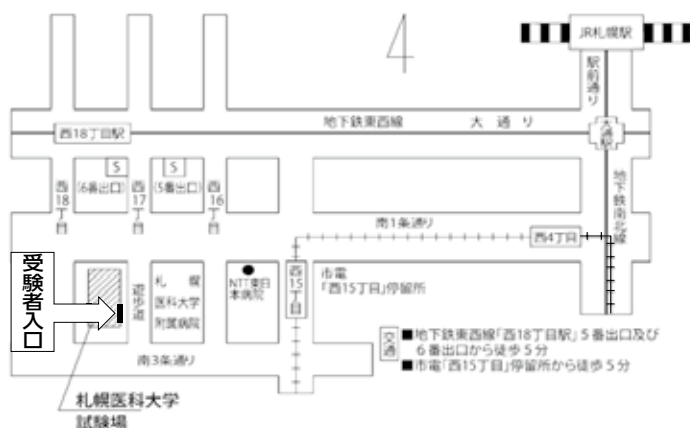 JR札幌駅
駅前通り
地下鉄東西線 大通り
西18丁目駅
大通駅
S
(6番出口)
S
(5番出口)
西18丁目
西17丁目
西16丁目
地下鉄南北線
南1条通り
西4丁目
受験者入口
遊歩道
札幌
医科大学
附属病院
NTT東日
本病院
西15丁目
市電
「西15丁目」停留所
南3条通り
交通
■地下鉄東西線「西18丁目駅」5番出口及び
6番出口から徒歩5分
■市電「西15丁目」停留所から徒歩5分
札幌医科大学
試験場